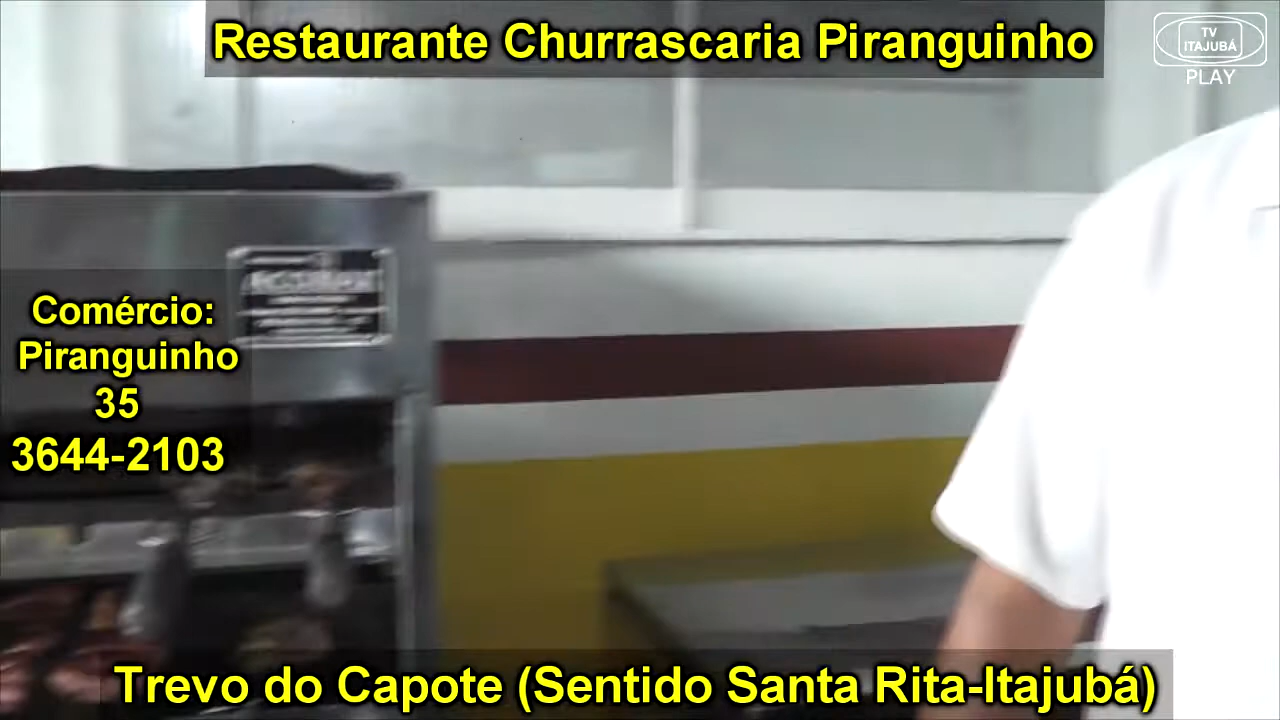 Restaurante Churrascaria Piranguinho
TV
ITAJUBÁ
PLAY
Comércio:
Piranguinho
35
3644-2103
Trevo do Capote (Sentido Santa Rita-Itajubá)